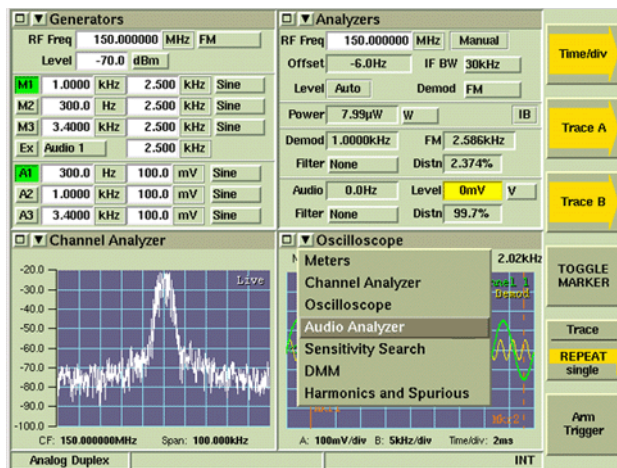 Generators
RF Freq 150.000000 MHz FM
Level -70.0 dBm
M1 1.0000 kHz 2.500 kHz Sine
M2 300.0 Hz 2.500 kHz Sine
M3 3.4000 kHz 2.500 kHz Sine
Ex Audio 1 2.500 kHz
A1 300.0 Hz 100.0 mV Sine
A2 1.0000 kHz 100.0 mV Sine
A3 3.4000 kHz 100.0 mV Sine
Analyzers
RF Freq 150.000000 MHz Manual
Offset -6.0Hz IF BW 30kHz
Level Auto Demod FM
Power 7.99µW W IB
Demod 1.0000kHz FM 2.586kHz
Filter None Distn 2.374%
Audio 0.0Hz Level 0mV V
Filter None Distn 99.7%
Channel Analyzer
Live
-20.0
-30.0
-40.0
-50.0
-60.0
-70.0
-80.0
-90.0
-100.0
CF: 150.000000MHz Span: 100.000kHz
Oscilloscope
2.02kHz
Demod
Meters
Channel Analyzer
Oscilloscope
Audio Analyzer
Sensitivity Search
DMM
Harmonics and Spurious
A: 100mV/div B: 5kHz/div Time/div: 2ms
Time/div
Trace A
Trace B
TOGGLE
MARKER
Trace
REPEAT
single
Arm
Trigger
Analog Duplex
INT